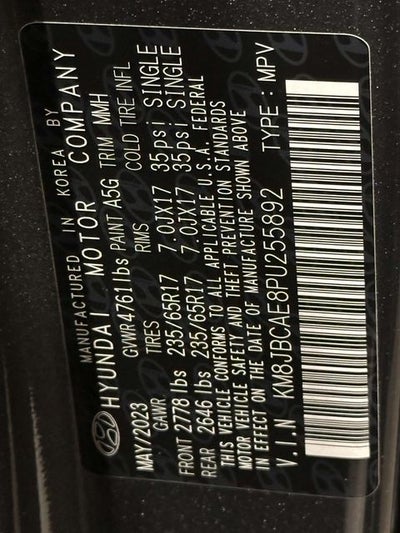 MANUFACTURED IN KOREA BY
HYUNDAI MOTOR COMPANY
MAY/2023 GVWR 4761 lbs PAINT A5G TRIM MMH
GAWR TIRES RIMS COLD TIRE INFL
FRONT 2778 lbs 235/65R17 7.0JX17 35psi SINGLE
REAR 2646 lbs 235/65R17 7.0JX17 35psi SINGLE
THIS VEHICLE CONFORMS TO ALL APPLICABLE U.S.A. FEDERAL
MOTOR VEHICLE SAFETY AND THEFT PREVENTION STANDARDS
IN EFFECT ON THE DATE OF MANUFACTURE SHOWN ABOVE
V.I.N KM8JBCAE8PU255892 TYPE : MPV